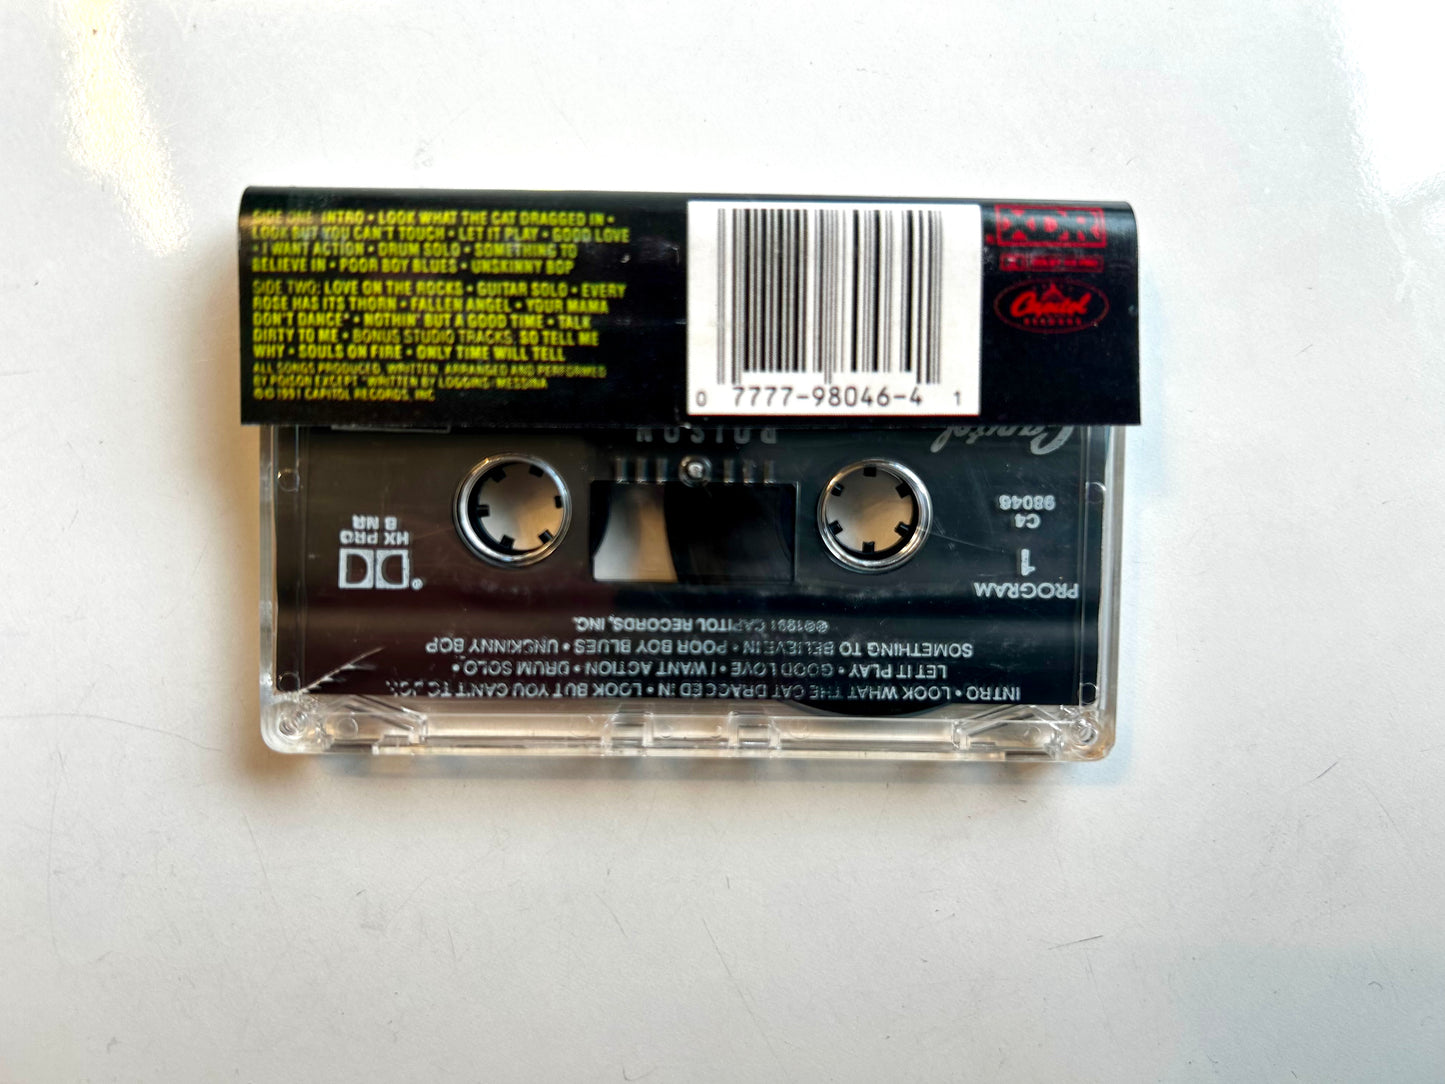 SIDE ONE: INTRO • LOOK WHAT THE CAT DRAGGED IN •
LOOK BUT YOU CAN'T TOUCH • LET IT PLAY • GOOD LOVE
• I WANT ACTION • DRUM SOLO • SOMETHING TO
BELIEVE IN • POOR BOY BLUES • UNSKINNY BOP
SIDE TWO: LOVE ON THE ROCKS • GUITAR SOLO • EVERY
ROSE HAS ITS THORN • FALLEN ANGEL • YOUR MAMA
DON'T DANCE* • NOTHIN' BUT A GOOD TIME • TALK
DIRTY TO ME • BONUS STUDIO TRACKS: SO TELL ME
WHY • SOULS ON FIRE • ONLY TIME WILL TELL
ALL SONGS PRODUCED, WRITTEN, ARRANGED AND PERFORMED
BY POISON EXCEPT *WRITTEN BY LOGGINS/MESSINA
℗©1991 CAPITOL RECORDS, INC.
0 7777-98046-4 1
XDR
Capitol
RECORDS
Capitol
POISON
C4
98046
1
PROGRAM
HX PRO
B NR
INTRO • LOOK WHAT THE CAT DRAGGED IN • LOOK BUT YOU CAN'T TOUCH
LET IT PLAY • GOOD LOVE • I WANT ACTION • DRUM SOLO •
SOMETHING TO BELIEVE IN • POOR BOY BLUES • UNSKINNY BOP
℗©1991 CAPITOL RECORDS, INC.